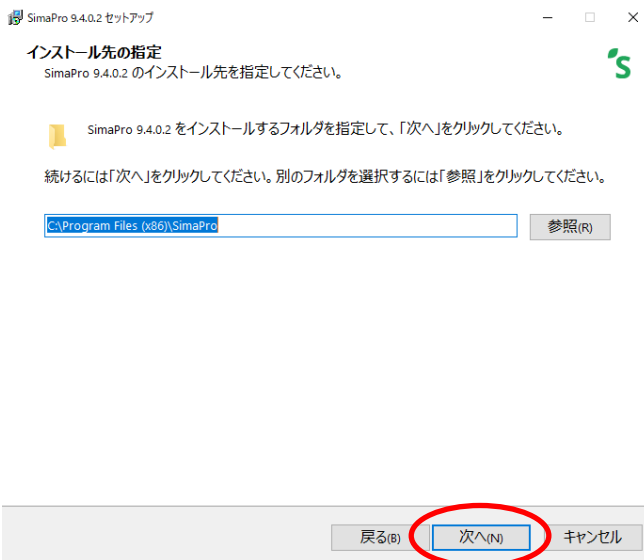 SimaPro 9.4.0.2 セットアップ
インストール先の指定
SimaPro 9.4.0.2 のインストール先を指定してください。
SimaPro 9.4.0.2 をインストールするフォルダを指定して、「次へ」をクリックしてください。
続けるには「次へ」をクリックしてください。別のフォルダを選択するには「参照」をクリックしてください。
C:\Program Files (x86)\SimaPro
参照(R)
戻る(B) 次へ(N) キャンセル